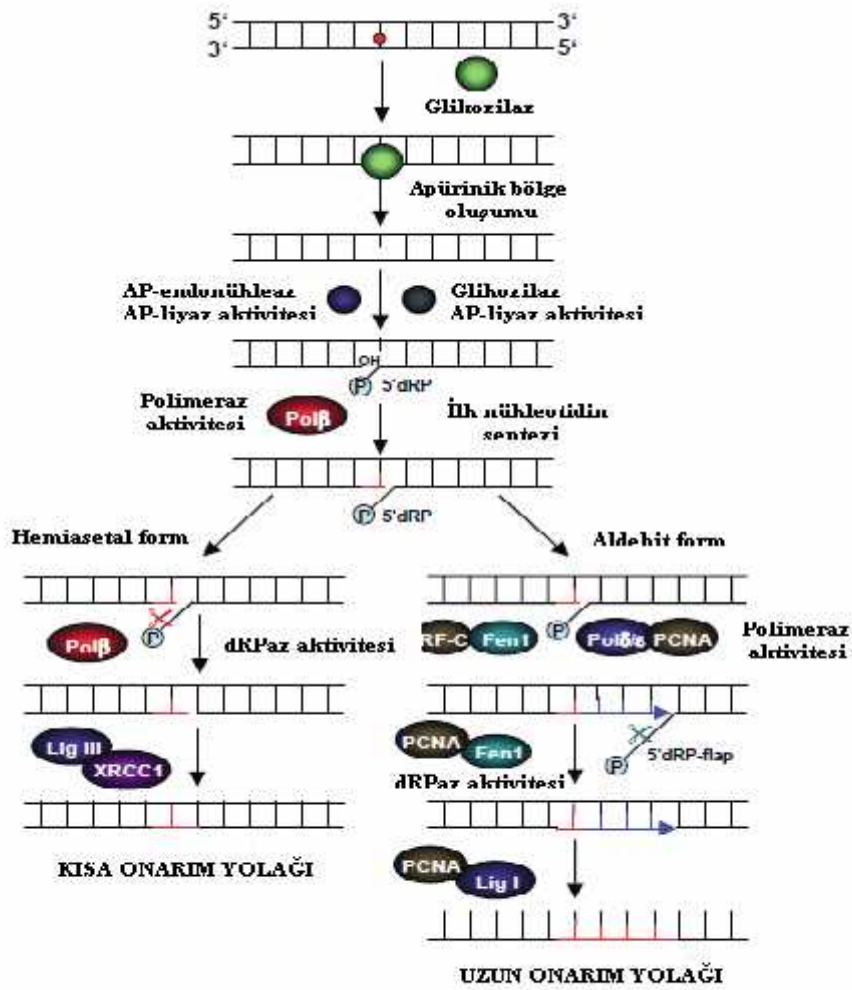 5' 3'
3' 5'
Glikozilaz
Apürinik bölge
oluşumu
AP-endonükleaz
AP-liyaz aktivitesi
Glikozilaz
AP-liyaz aktivitesi
OH
P 5'dRP
Polimeraz
aktivitesi
Polβ
İlk nükleotidin
sentezi
P 5'dRP
Hemiasetal form
Aldehit form
P
Polβ
dRPaz aktivitesi
RF-C Fen1
P
Polδ/ε PCNA
Polimeraz
aktivitesi
Lig III
XRCC1
PCNA
Fen1
P 5'dRP-flap
dRPaz aktivitesi
KISA ONARIM YOLAĞI
PCNA
Lig I
UZUN ONARIM YOLAĞI